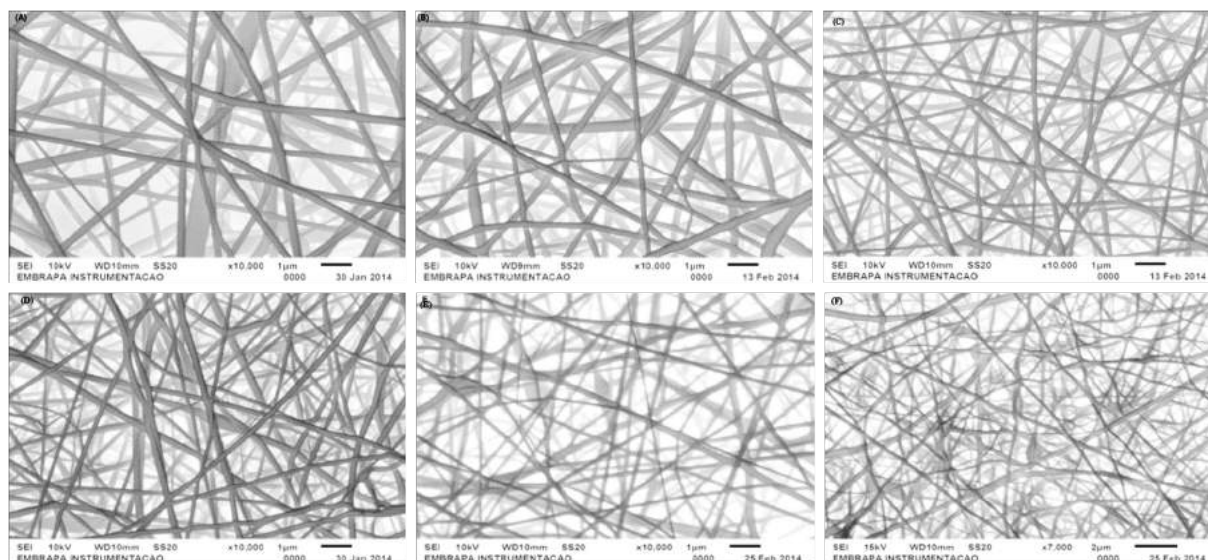 (A)
SEI 10kV WD10mm SS20 x10,000 1µm
EMBRAPA INSTRUMENTACAO 0000 30 Jan 2014
(B)
SEI 10kV WD9mm SS20 x10,000 1µm
EMBRAPA INSTRUMENTACAO 0000 13 Feb 2014
(C)
SEI 10kV WD10mm SS20 x10,000 1µm
EMBRAPA INSTRUMENTACAO 0000 13 Feb 2014
(D)
SEI 10kV WD10mm SS20 x10,000 1µm
EMBRAPA INSTRUMENTACAO 0000 30 Jan 2014
(E)
SEI 10kV WD10mm SS20 x10,000 1µm
EMBRAPA INSTRUMENTACAO 0000 25 Feb 2014
(F)
SEI 15kV WD10mm SS20 x7,000 2µm
EMBRAPA INSTRUMENTACAO 0000 25 Feb 2014